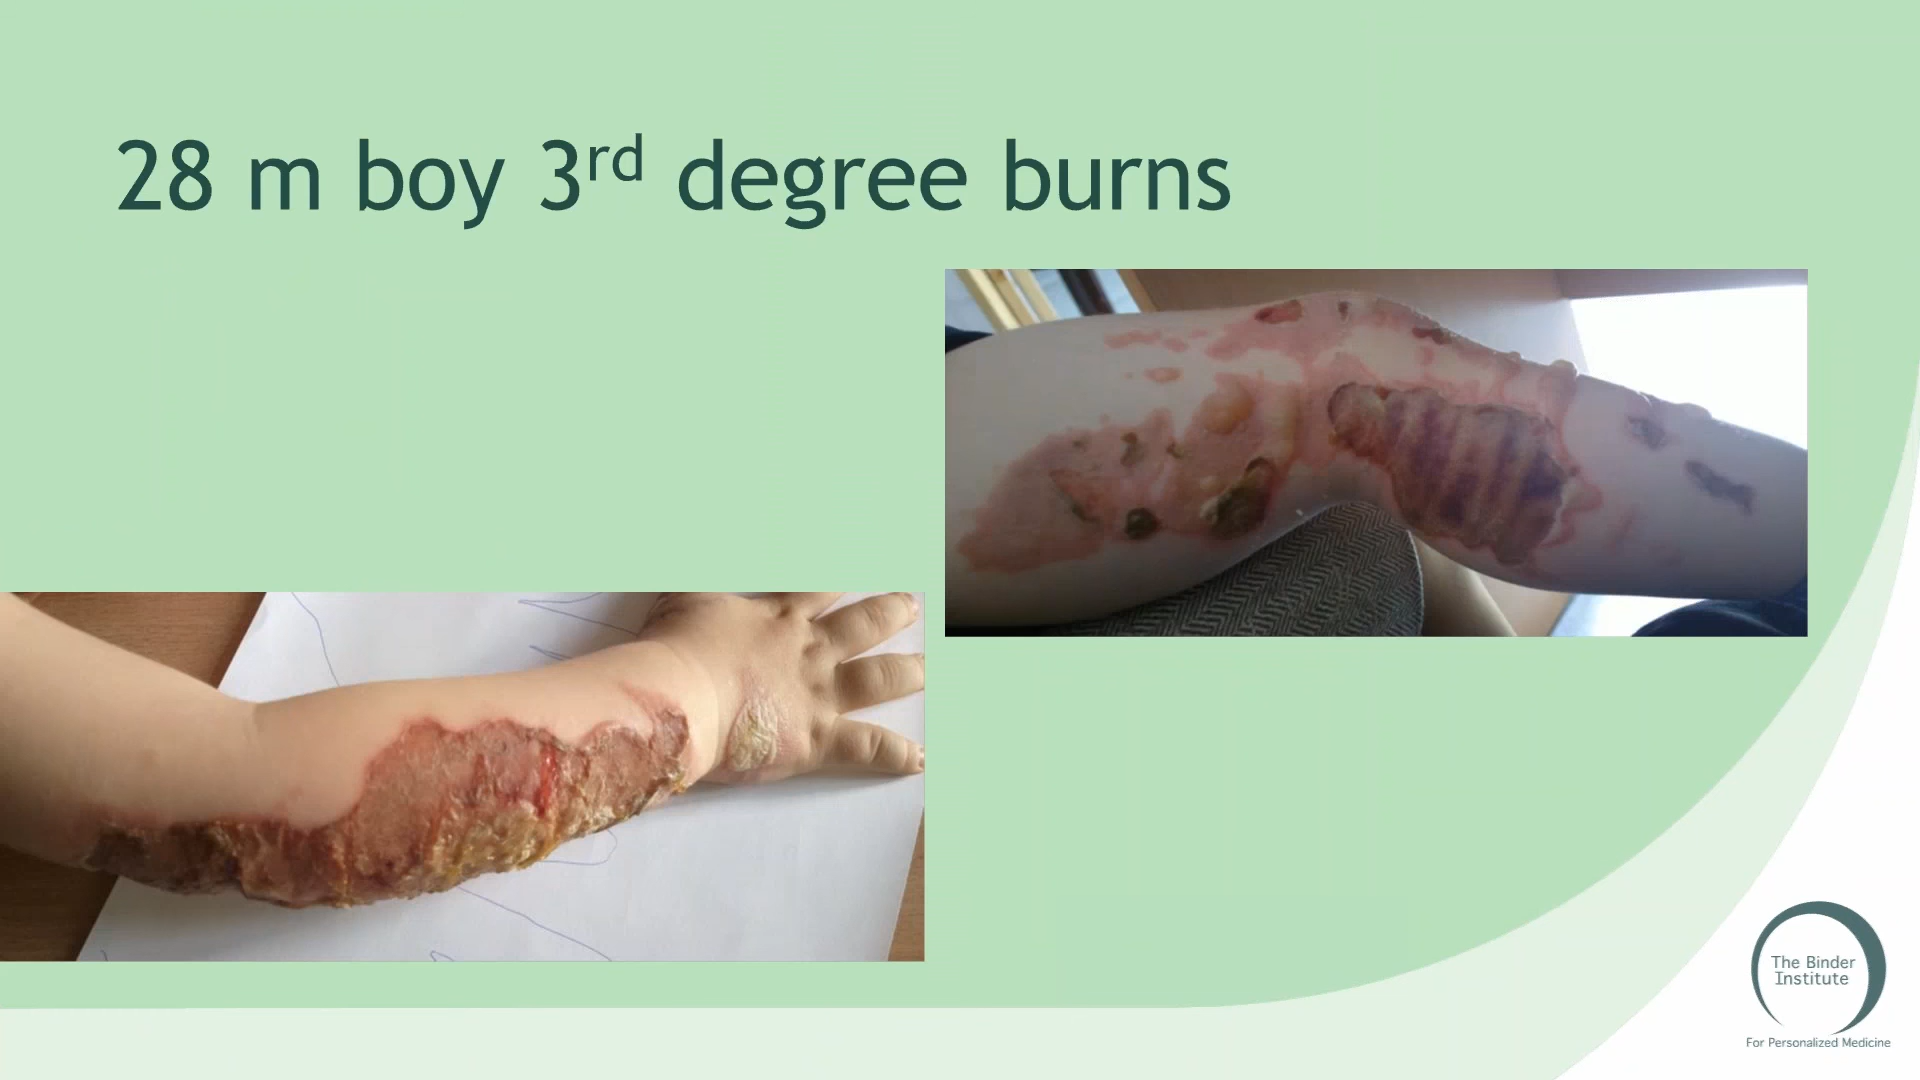 28 m boy 3rd degree burns
The Binder
Institute
For Personalized Medicine